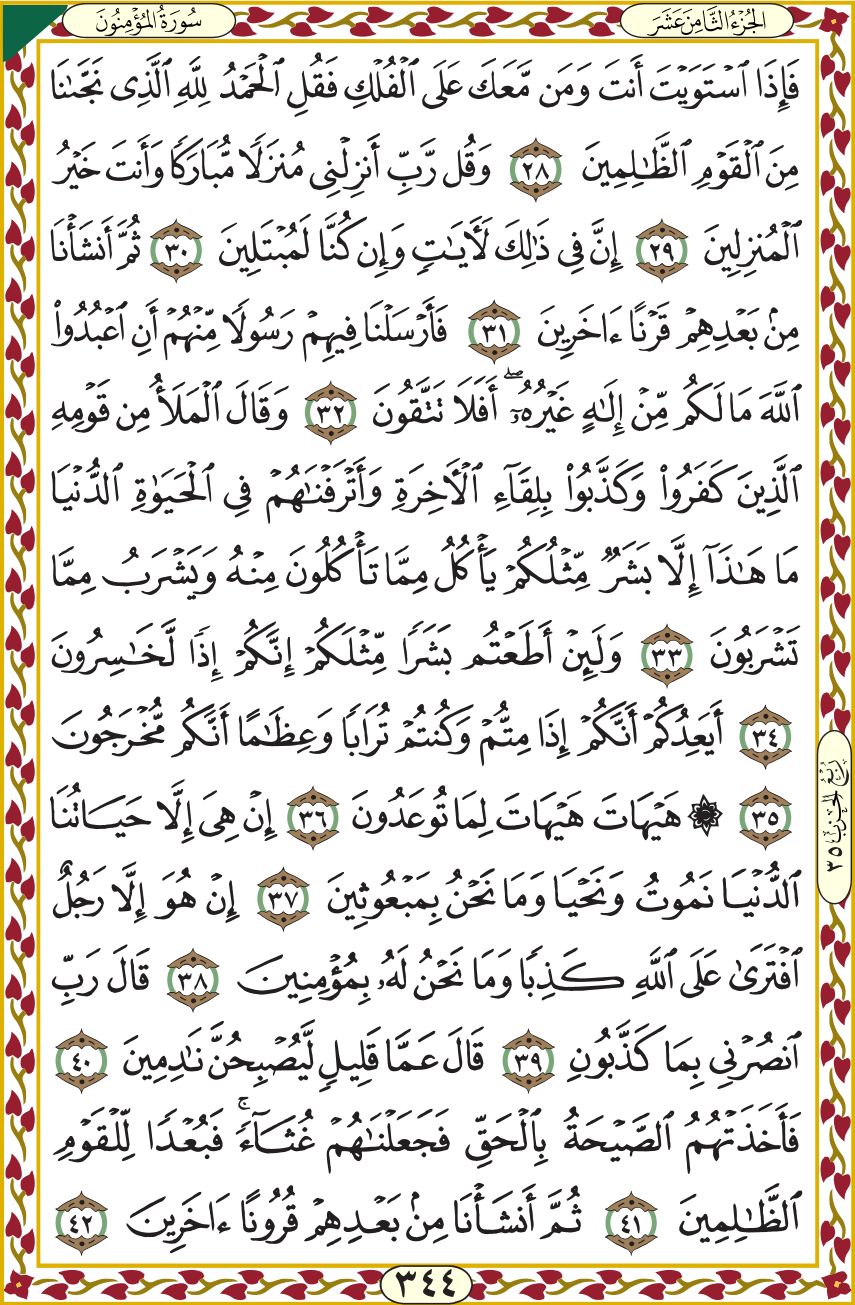 سُورَةُ المُؤْمِنُونَ
الجُزْءُ الثَّامِنَ عَشَرَ
فَإِذَا ٱسْتَوَيْتَ أَنتَ وَمَن مَّعَكَ عَلَى ٱلْفُلْكِ فَقُلِ ٱلْحَمْدُ لِلَّهِ ٱلَّذِى نَجَّىٰنَا
مِنَ ٱلْقَوْمِ ٱلظَّـٰلِمِينَ ٢٨ وَقُل رَّبِّ أَنزِلْنِى مُنزَلًا مُّبَارَكًا وَأَنتَ خَيْرُ
ٱلْمُنزِلِينَ ٢٩ إِنَّ فِى ذَٰلِكَ لَـَٔايَـٰتٍ وَإِن كُنَّا لَمُبْتَلِينَ ٣٠ ثُمَّ أَنشَأْنَا
مِنۢ بَعْدِهِمْ قَرْنًا ءَاخَرِينَ ٣١ فَأَرْسَلْنَا فِيهِمْ رَسُولًا مِّنْهُمْ أَنِ ٱعْبُدُوا۟
ٱللَّهَ مَا لَكُم مِّنْ إِلَـٰهٍ غَيْرُهُۥٓ ۖ أَفَلَا تَتَّقُونَ ٣٢ وَقَالَ ٱلْمَلَأُ مِن قَوْمِهِ
ٱلَّذِينَ كَفَرُوا۟ وَكَذَّبُوا۟ بِلِقَآءِ ٱلْـَٔاخِرَةِ وَأَتْرَفْنَـٰهُمْ فِى ٱلْحَيَوٰةِ ٱلدُّنْيَا
مَا هَـٰذَآ إِلَّا بَشَرٌ مِّثْلُكُمْ يَأْكُلُ مِمَّا تَأْكُلُونَ مِنْهُ وَيَشْرَبُ مِمَّا
تَشْرَبُونَ ٣٣ وَلَئِنْ أَطَعْتُم بَشَرًا مِّثْلَكُمْ إِنَّكُمْ إِذًا لَّخَـٰسِرُونَ
٣٤ أَيَعِدُكُمْ أَنَّكُمْ إِذَا مِتُّمْ وَكُنتُمْ تُرَابًا وَعِظَـٰمًا أَنَّكُم مُّخْرَجُونَ
٣٥ ۞ هَيْهَاتَ هَيْهَاتَ لِمَا تُوعَدُونَ ٣٦ إِنْ هِىَ إِلَّا حَيَاتُنَا
ٱلدُّنْيَا نَمُوتُ وَنَحْيَا وَمَا نَحْنُ بِمَبْعُوثِينَ ٣٧ إِنْ هُوَ إِلَّا رَجُلٌ
ٱفْتَرَىٰ عَلَى ٱللَّهِ كَذِبًا وَمَا نَحْنُ لَهُۥ بِمُؤْمِنِينَ ٣٨ قَالَ رَبِّ
ٱنصُرْنِى بِمَا كَذَّبُونِ ٣٩ قَالَ عَمَّا قَلِيلٍ لَّيُصْبِحُنَّ نَـٰدِمِينَ ٤٠
فَأَخَذَتْهُمُ ٱلصَّيْحَةُ بِٱلْحَقِّ فَجَعَلْنَـٰهُمْ غُثَآءً ۚ فَبُعْدًا لِّلْقَوْمِ
ٱلظَّـٰلِمِينَ ٤١ ثُمَّ أَنشَأْنَا مِنۢ بَعْدِهِمْ قُرُونًا ءَاخَرِينَ ٤٢
رُبْعُ الحِزْبِ ٣٥
٣٤٤